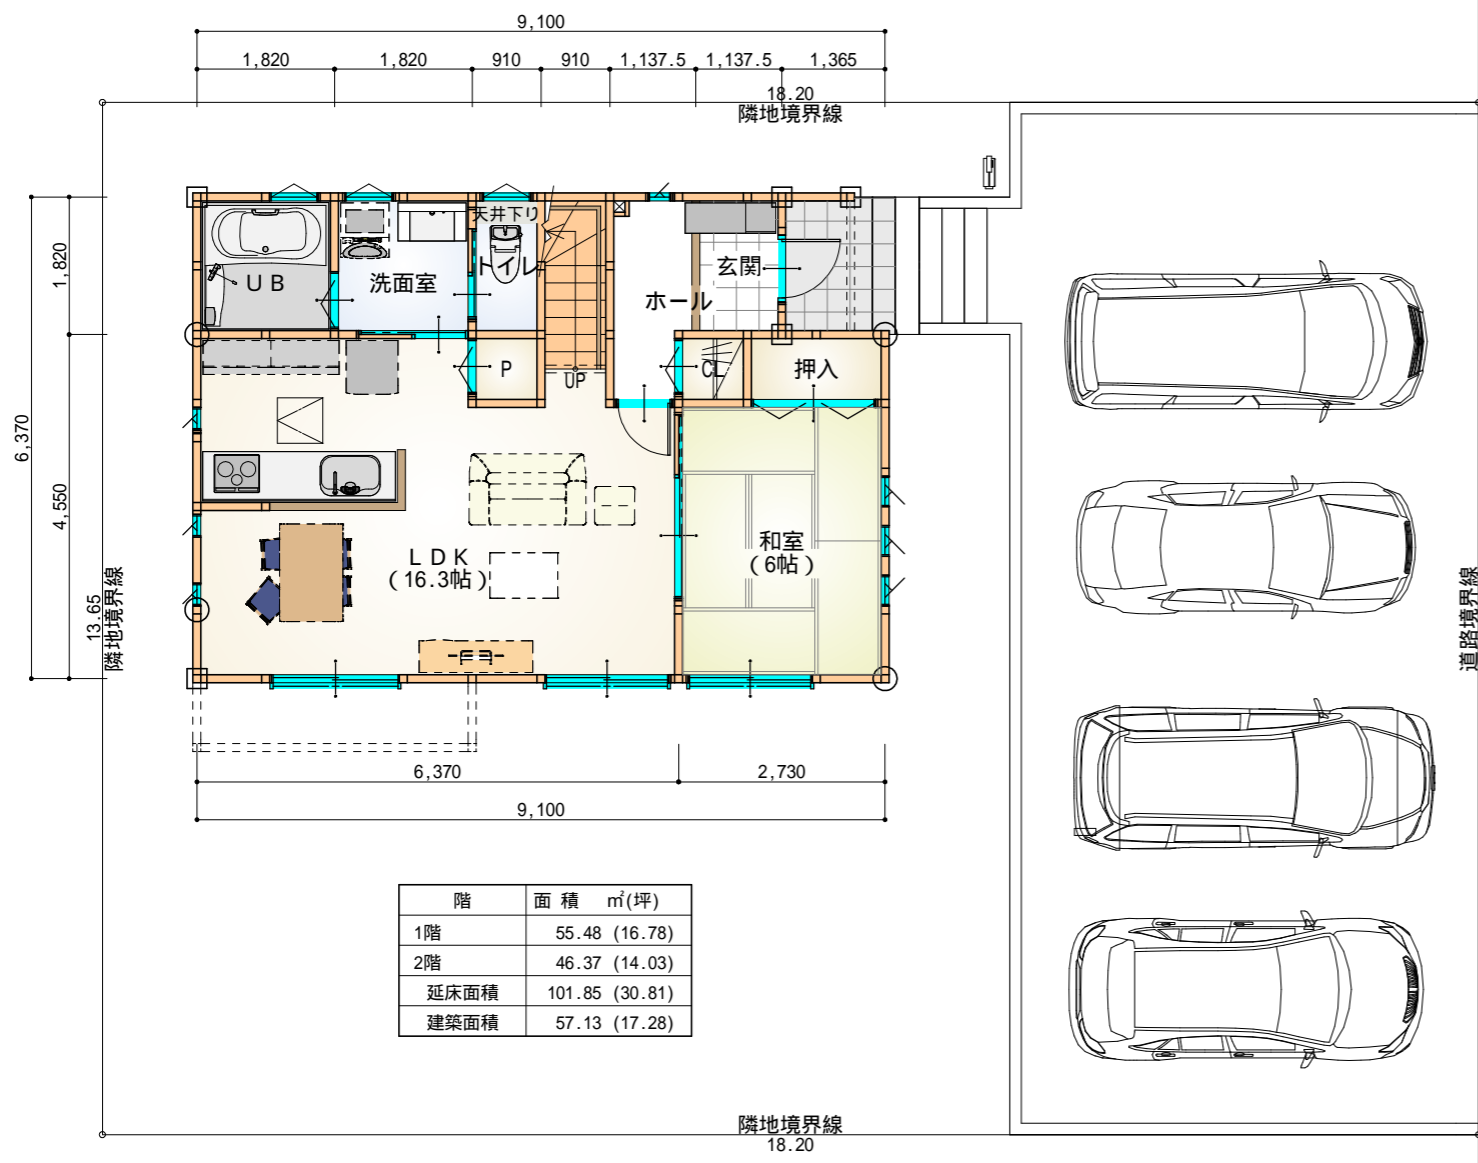 9,100
1,820 1,820 910 910 1,137.5 1,137.5 1,365
18.20
隣地境界線
天井下り
UB
洗面室
トイレ
ホール
玄関
1,820
P
UP
CL
押入
6,370
4,550
LDK
(16.3帖)
和室
(6帖)
13.65
隣地境界線
道路境界線
6,370 2,730
9,100
階 面積 ㎡(坪)
1階 55.48 (16.78)
2階 46.37 (14.03)
延床面積 101.85 (30.81)
建築面積 57.13 (17.28)
隣地境界線
18.20